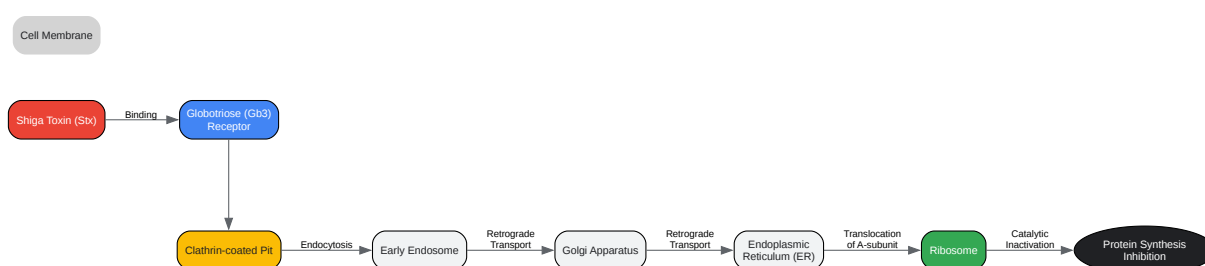 Cell Membrane
Shiga Toxin (Stx)
Binding
Globotriose (Gb3)
Receptor
Clathrin-coated Pit
Endocytosis
Early Endosome
Retrograde
Transport
Golgi Apparatus
Retrograde
Transport
Endoplasmic
Reticulum (ER)
Translocation
of A-subunit
Ribosome
Catalytic
Inactivation
Protein Synthesis
Inhibition